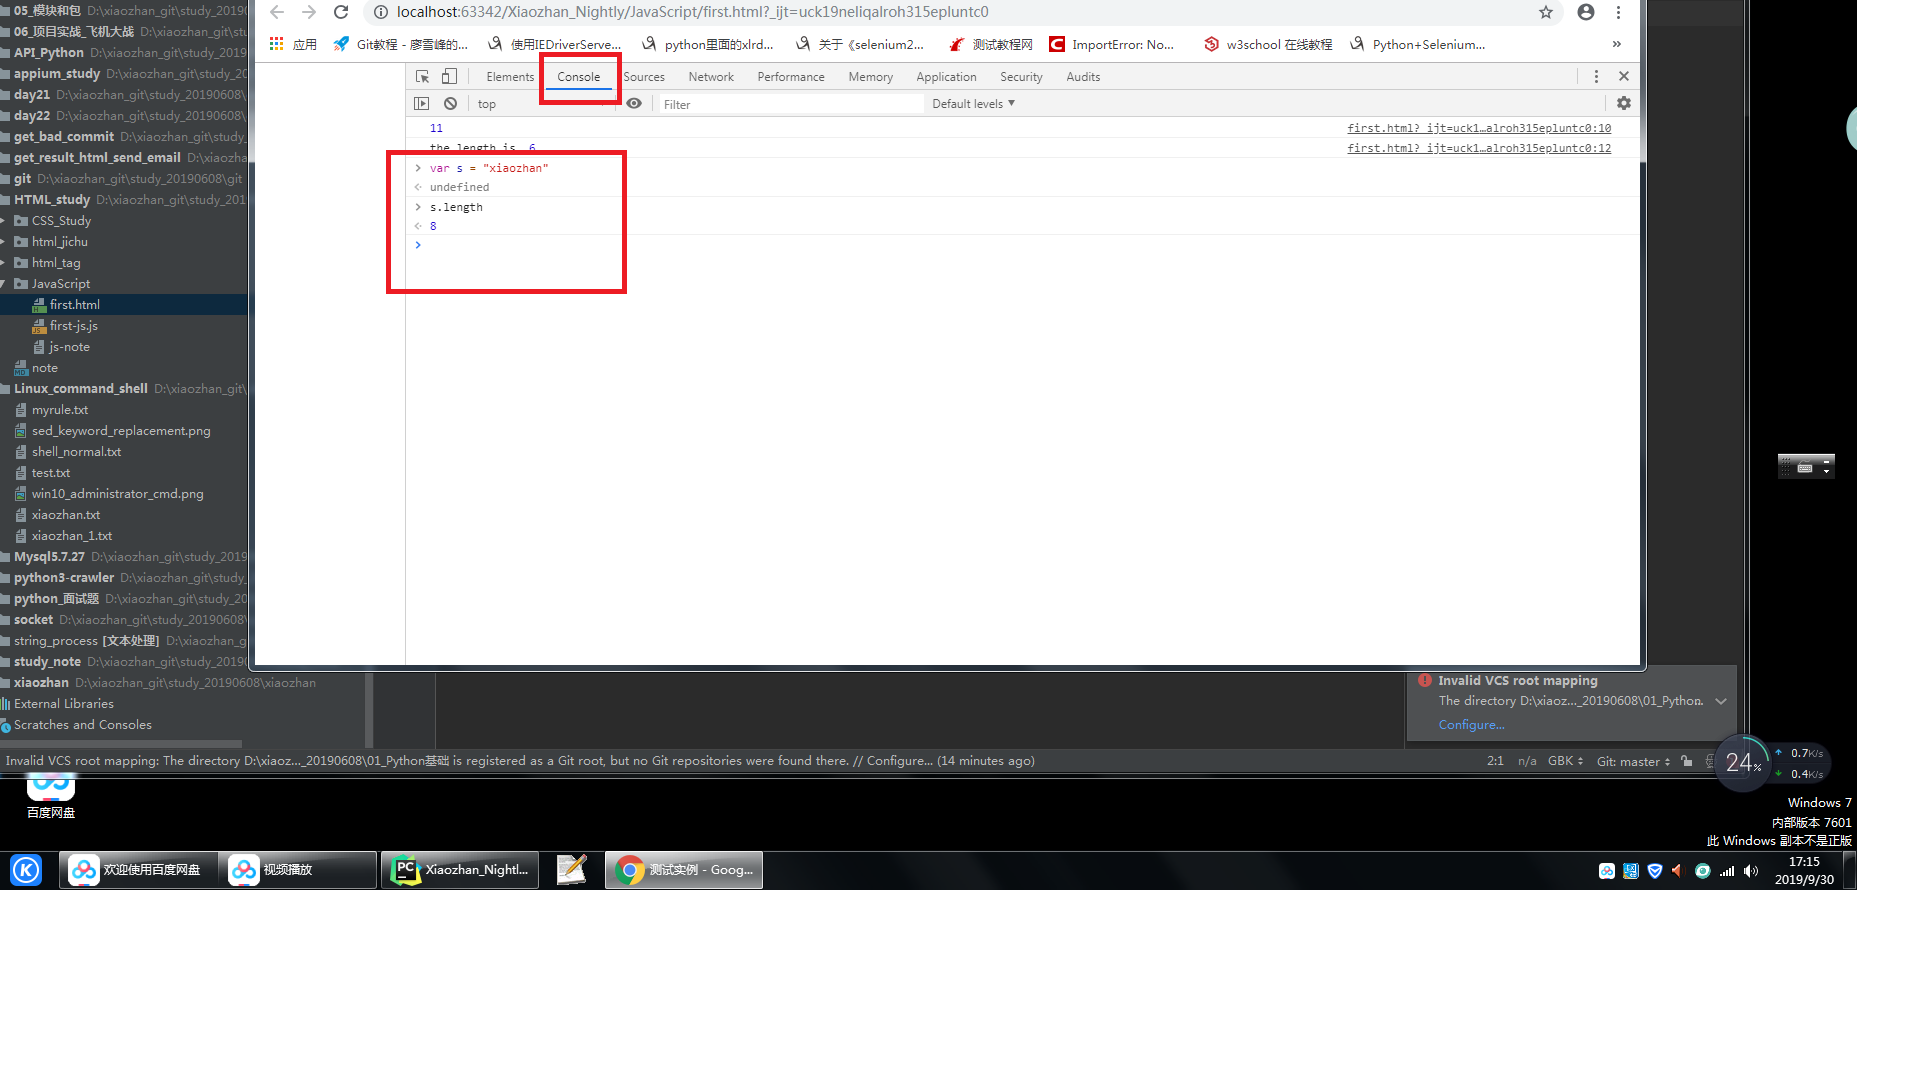 05_模块和包 D:\xiaozhan_git\study_20190
06_项目实战_飞机大战 D:\xiaozhan_git\stu
API_Python D:\xiaozhan_git\study_20190
appium_study D:\xiaozhan_git\study_201
day21 D:\xiaozhan_git\study_20190608\
day22 D:\xiaozhan_git\study_20190608\
get_bad_commit D:\xiaozhan_git\study_2
get_result_html_send_email D:\xiaozha
git D:\xiaozhan_git\study_20190608\git
HTML_study D:\xiaozhan_git\study_201
CSS_Study
html_jichu
html_tag
JavaScript
first.html
first-js.js
js-note
note
Linux_command_shell D:\xiaozhan_git\
myrule.txt
sed_keyword_replacement.png
shell_normal.txt
test.txt
win10_administrator_cmd.png
xiaozhan.txt
xiaozhan_1.txt
Mysql5.7.27 D:\xiaozhan_git\study_2019
python3-crawler D:\xiaozhan_git\study_
python_面试题 D:\xiaozhan_git\study_20
socket D:\xiaozhan_git\study_20190608\
string_process [文本处理] D:\xiaozhan_g
study_note D:\xiaozhan_git\study_20190
xiaozhan D:\xiaozhan_git\study_20190608\xiaozhan
External Libraries
Scratches and Consoles
localhost:63342/Xiaozhan_Nightly/JavaScript/first.html?_ijt=uck19neliqalroh315epluntc0
应用 Git教程 - 廖雪峰的... 使用IEDriverServe... python里面的xlrd... 关于《selenium2... 测试教程网 ImportError: No... w3school 在线教程 Python+Selenium... »
Elements Console Sources Network Performance Memory Application Security Audits
top Filter Default levels ▼
11 first.html? ijt=uck1…alroh315epluntc0:10
the length is 6 first.html? ijt=uck1…alroh315epluntc0:12
> var s = "xiaozhan"
undefined
> s.length
8
>
Invalid VCS root mapping
The directory D:\xiaoz..._20190608\01_Python.
Configure...
Invalid VCS root mapping: The directory D:\xiaoz..._20190608\01_Python基础 is registered as a Git root, but no Git repositories were found there. // Configure... (14 minutes ago)
2:1 n/a GBK Git: master
24%
0.7K/s
0.4K/s
百度网盘
Windows 7
内部版本 7601
此 Windows 副本不是正版
K 欢迎使用百度网盘 视频播放 PC Xiaozhan_Nightl... 测试实例 - Goog...
17:15
2019/9/30